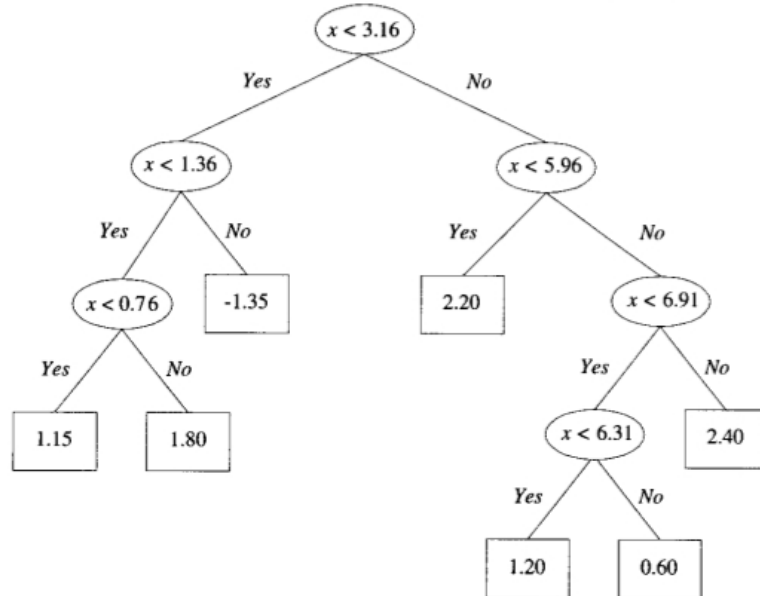 x < 3.16
Yes No
x < 1.36 x < 5.96
Yes No Yes No
x < 0.76 -1.35 2.20 x < 6.91
Yes No Yes No
1.15 1.80 x < 6.31 2.40
Yes No
1.20 0.60